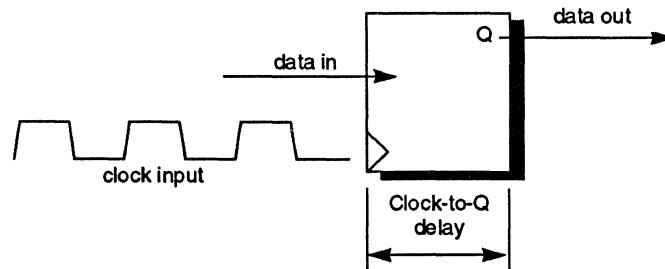 Q
data out
data in
clock input
Clock-to-Q
delay